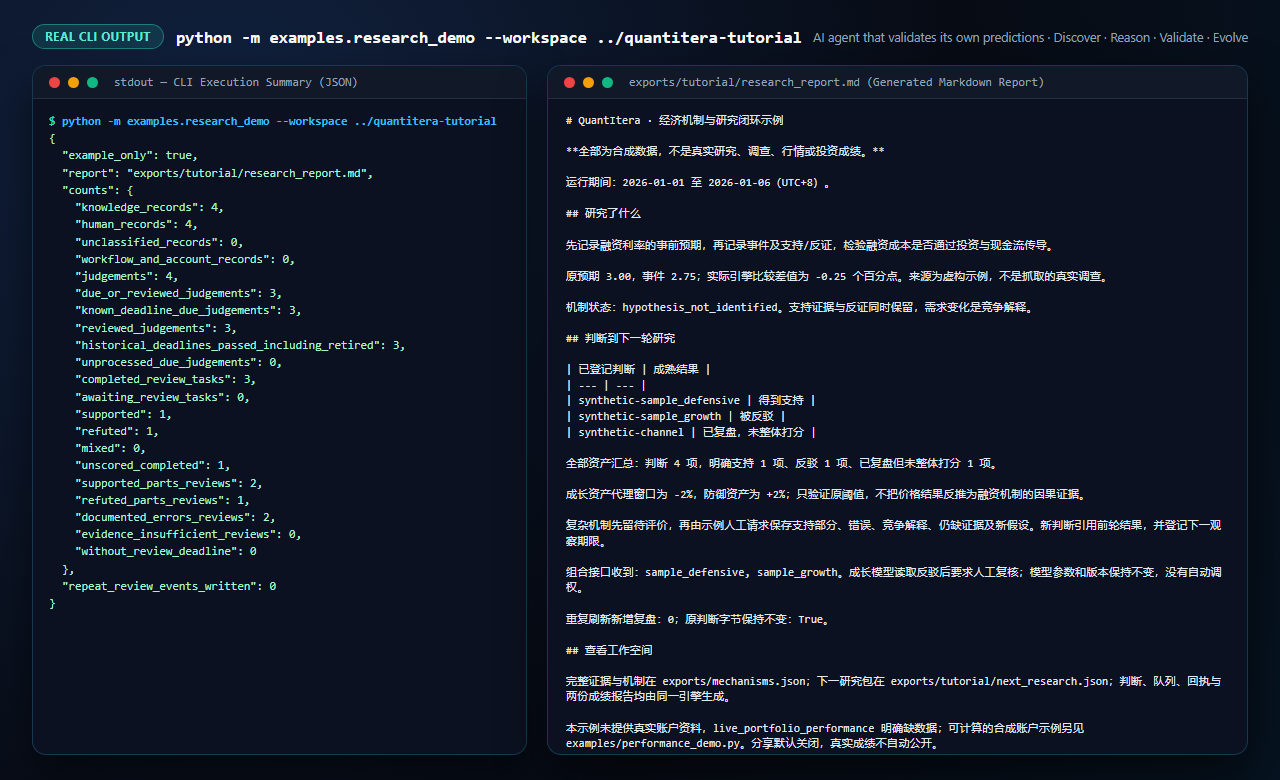 REAL CLI OUTPUT
python -m examples.research_demo --workspace ../quantitera-tutorial
AI agent that validates its own predictions · Discover · Reason · Validate · Evolve
stdout — CLI Execution Summary (JSON)
$ python -m examples.research_demo --workspace ../quantitera-tutorial
{
"example_only": true,
"report": "exports/tutorial/research_report.md",
"counts": {
"knowledge_records": 4,
"human_records": 4,
"unclassified_records": 0,
"workflow_and_account_records": 0,
"judgements": 4,
"due_or_reviewed_judgements": 3,
"known_deadline_due_judgements": 3,
"reviewed_judgements": 3,
"historical_deadlines_passed_including_retired": 3,
"unprocessed_due_judgements": 0,
"completed_review_tasks": 3,
"awaiting_review_tasks": 0,
"supported": 1,
"refuted": 1,
"mixed": 0,
"unscored_completed": 1,
"supported_parts_reviews": 2,
"refuted_parts_reviews": 1,
"documented_errors_reviews": 2,
"evidence_insufficient_reviews": 0,
"without_review_deadline": 0
},
"repeat_review_events_written": 0
}
exports/tutorial/research_report.md (Generated Markdown Report)
# QuantItera · 经济机制与研究闭环示例
**全部为合成数据，不是真实研究、调查、行情或投资成绩。**
运行期间：2026-01-01 至 2026-01-06（UTC+8）。
## 研究了什么
先记录融资利率的事前预期，再记录事件及支持/反证，检验融资成本是否通过投资与现金流传导。
原预期 3.00，事件 2.75；实际引擎比较差值为 -0.25 个百分点。来源为虚构示例，不是抓取的真实调查。
机制状态：hypothesis_not_identified。支持证据与反证同时保留，需求变化是竞争解释。
## 判断到下一轮研究
| 已登记判断 | 成熟结果 |
| --- | --- |
| synthetic-sample_defensive | 得到支持 |
| synthetic-sample_growth | 被反驳 |
| synthetic-channel | 已复盘，未整体打分 |
全部资产汇总：判断 4 项，明确支持 1 项、反驳 1 项、已复盘但未整体打分 1 项。
成长资产代理窗口为 -2%，防御资产为 +2%；只验证原阈值，不把价格结果反推为融资机制的因果证据。
复杂机制先留待评价，再由示例人工请求保存支持部分、错误、竞争解释、仍缺证据及新假设。新判断引用前轮结果，并登记下一观
察期限。
组合接口收到：sample_defensive, sample_growth。成长模型读取反驳后要求人工复核；模型参数和版本保持不变，没有自动调
权。
重复刷新新增复盘：0；原判断字节保持不变：True。
## 查看工作空间
完整证据与机制在 exports/mechanisms.json；下一研究包在 exports/tutorial/next_research.json；判断、队列、回执与
两份成绩报告均由同一引擎生成。
本示例未提供真实账户资料，live_portfolio_performance 明确缺数据；可计算的合成账户示例另见
examples/performance_demo.py。分享默认关闭，真实成绩不自动公开。